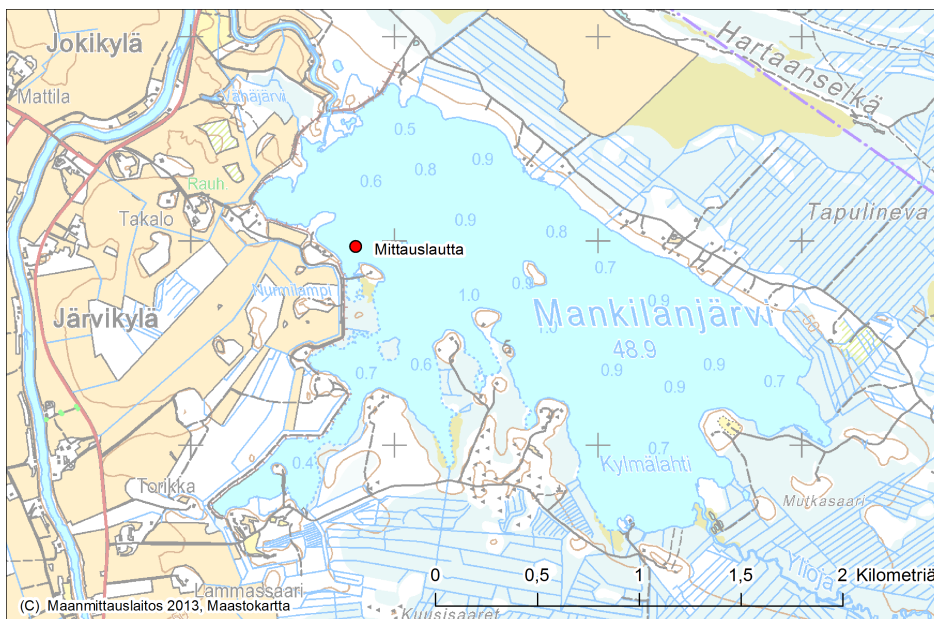 Jokikylä
Hartaanselkä
Mattila
Vähäjärvi
0.5
0.9
0.8
0.6
Rauh.
Takalo
0.9
0.8
Tapulineva
Mittauslautta
0.7
Nurmilampi
1.0
0.9
0.9
Järvikylä
Mankilanjärvi
48.9
0.7
0.6
0.9
0.9
0.9
0.7
0.4
0.7
Kylmälahti
Torikka
Mutkasaari
Ylioja
Lammassaari
0
0,5
1
1,5
2 Kilometriä
(C) Maanmittauslaitos 2013, Maastokartta
Kuusisaaret